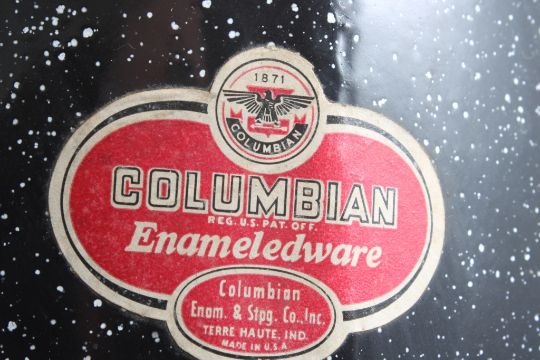 1871
COLUMBIAN
COLUMBIAN
REG. U.S. PAT. OFF.
Enameledware
Columbian
Enam. & Stpg. Co., Inc.
TERRE HAUTE, IND.
MADE IN U.S.A.